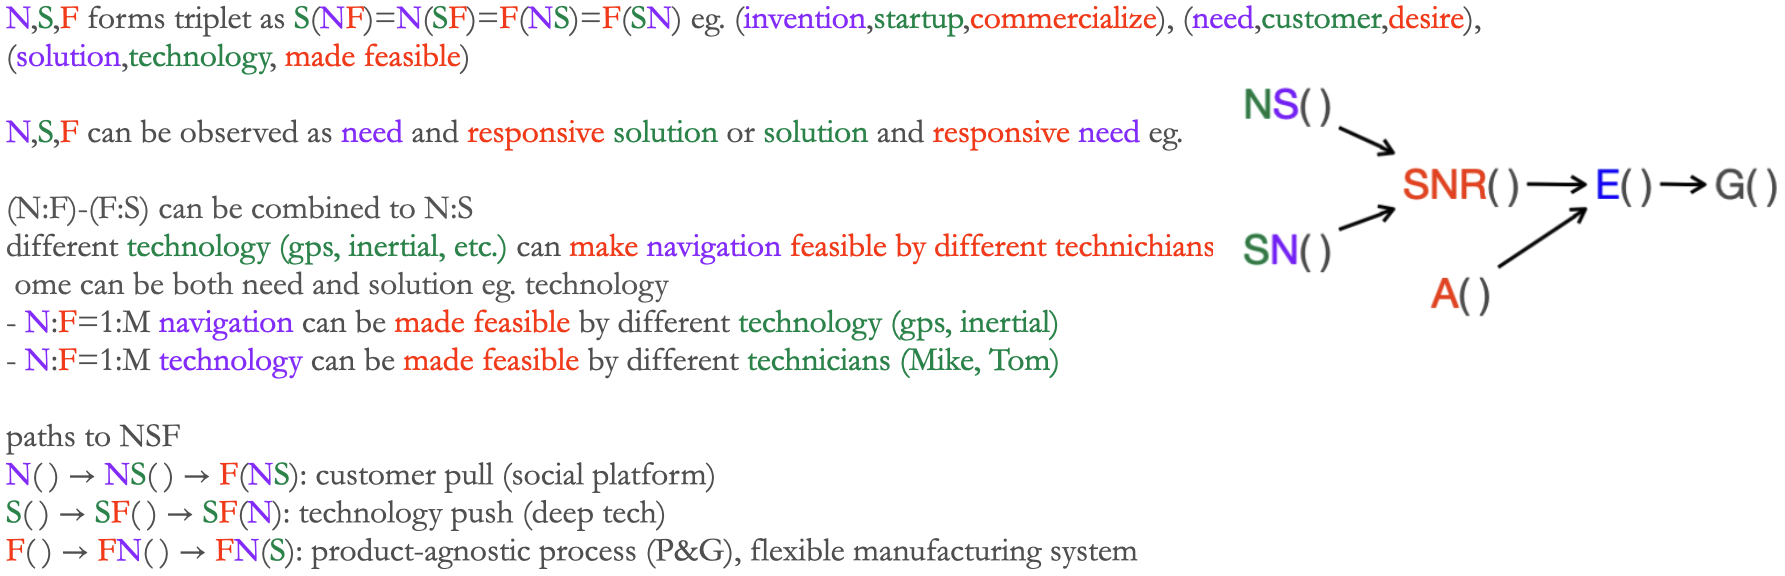 N,S,F forms triplet as S(NF)=N(SF)=F(NS)=F(SN) eg. (invention,startup,commercialize), (need,customer,desire),
(solution,technology, made feasible)
N,S,F can be observed as need and responsive solution or solution and responsive need eg.
(N:F)-(F:S) can be combined to N:S
different technology (gps, inertial, etc.) can make navigation feasible by different technichians
ome can be both need and solution eg. technology
- N:F=1:M navigation can be made feasible by different technology (gps, inertial)
- N:F=1:M technology can be made feasible by different technicians (Mike, Tom)
paths to NSF
N() → NS() → F(NS): customer pull (social platform)
S() → SF() → SF(N): technology push (deep tech)
F() → FN() → FN(S): product-agnostic process (P&G), flexible manufacturing system
NS()
SNR() → E() → G()
SN()
A()